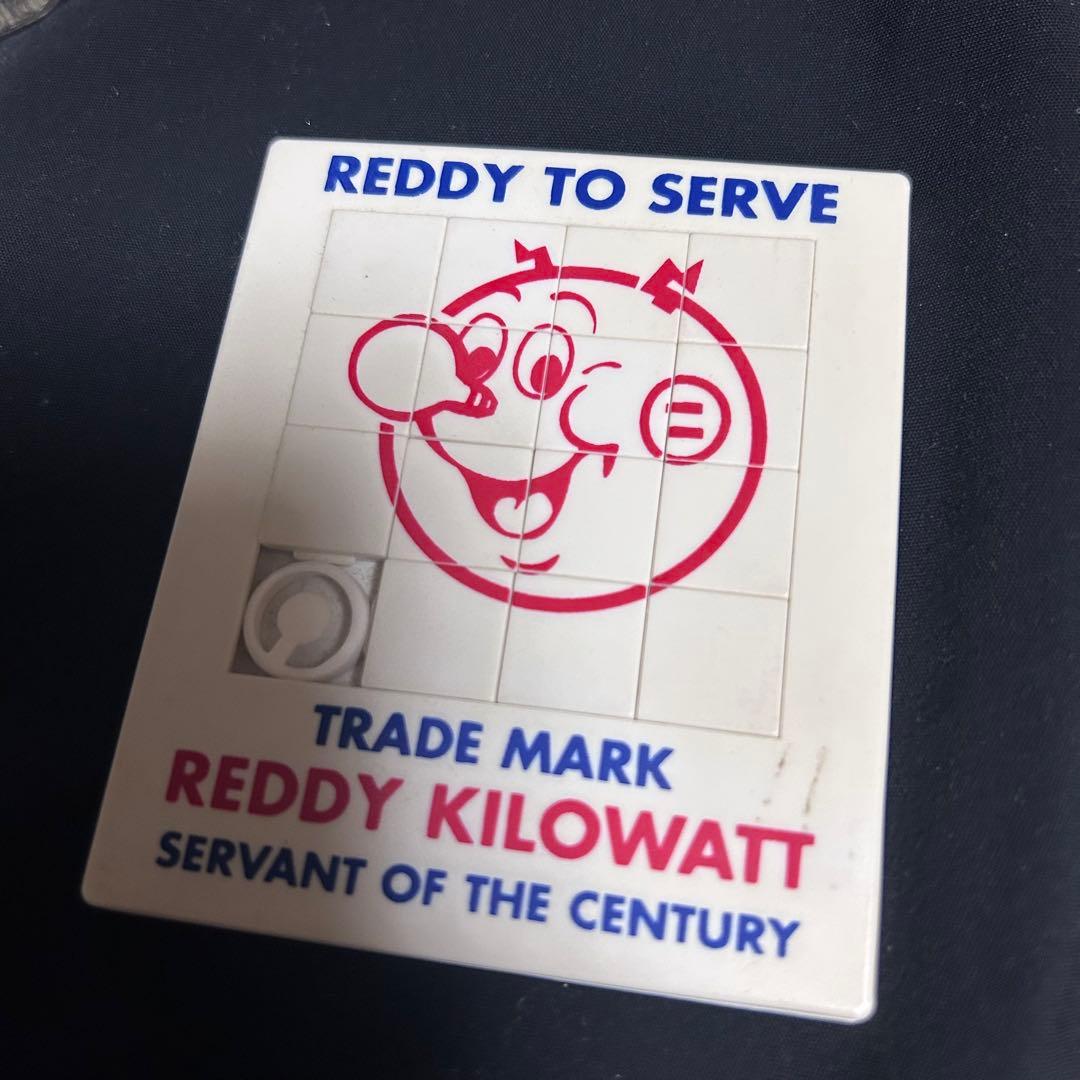 REDDY TO SERVE
TRADE MARK
REDDY KILOWATT
SERVANT OF THE CENTURY